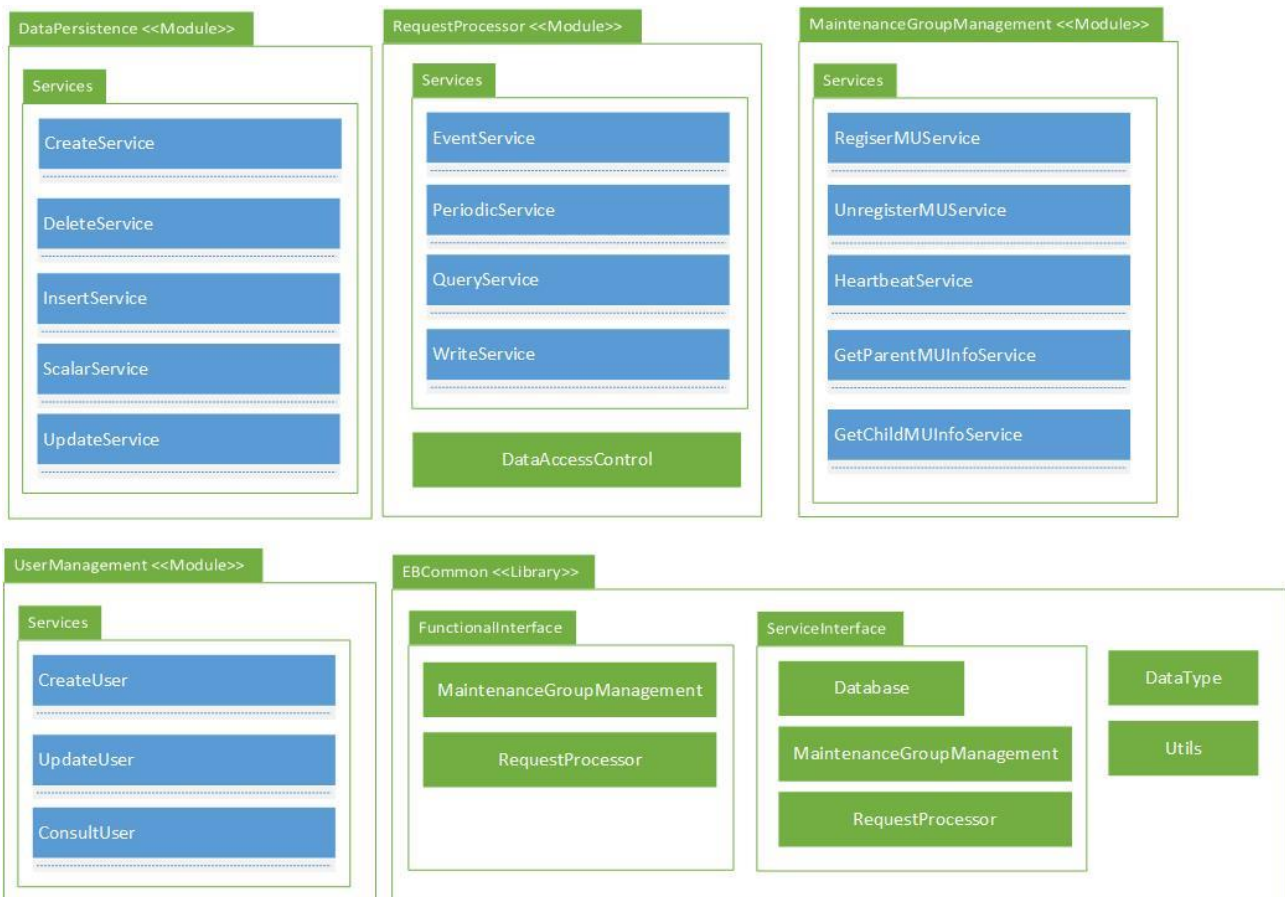 DataPersistence <<Module>>
Services
CreateService
DeleteService
InsertService
ScalarService
UpdateService
RequestProcessor <<Module>>
Services
EventService
PeriodicService
QueryService
WriteService
DataAccessControl
MaintenanceGroupManagement <<Module>>
Services
RegiserMUService
UnregisterMUService
HeartbeatService
GetParentMUInfoService
GetChildMUInfoService
UserManagement <<Module>>
Services
CreateUser
UpdateUser
ConsultUser
EBCommon <<Library>>
FunctionalInterface
MaintenanceGroupManagement
RequestProcessor
ServiceInterface
Database
MaintenanceGroupManagement
RequestProcessor
DataType
Utils